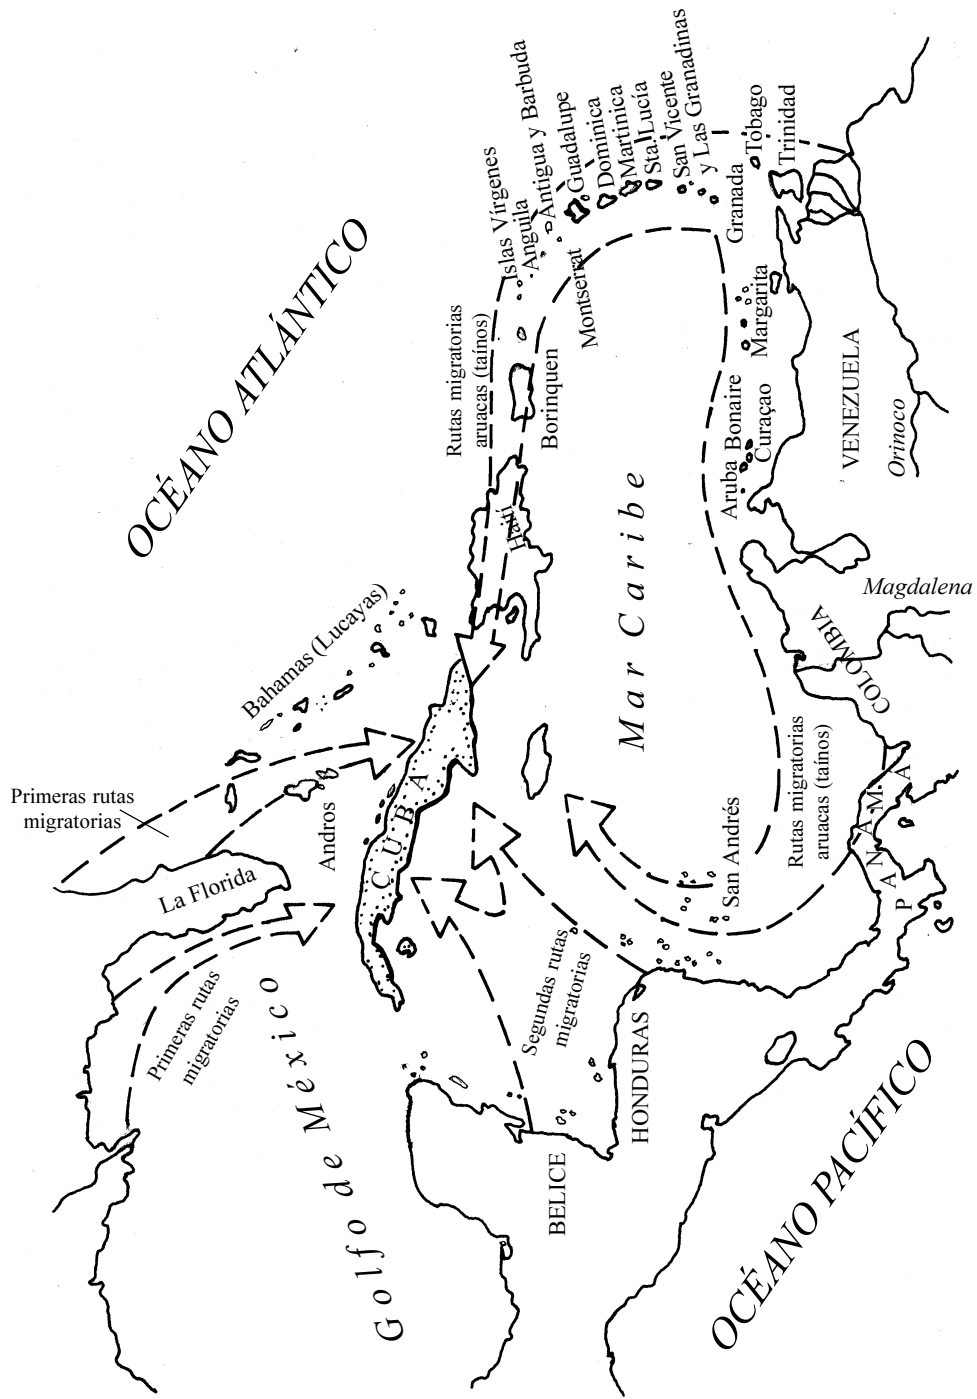 OCÉANO ATLÁNTICO
Primeras rutas
migratorias
La Florida
Andros
Bahamas (Lucayas)
Primeras rutas
migratorias
Golfo de México
CUBA
Rutas migratorias
aruacas (taínos)
Haití
Borinquen
Islas Vírgenes
Anguila
Antigua y Barbuda
Montserrat
Guadalupe
Dominica
Martinica
Sta. Lucía
San Vicente
y Las Granadinas
Granada
Tobago
Trinidad
Margarita
Bonaire
Curaçao
Aruba
Mar Caribe
Segundas rutas
migratorias
San Andrés
Rutas migratorias
aruacas (taínos)
BELICE
HONDURAS
PANAMÁ
COLOMBIA
Magdalena
VENEZUELA
Orinoco
OCÉANO PACÍFICO